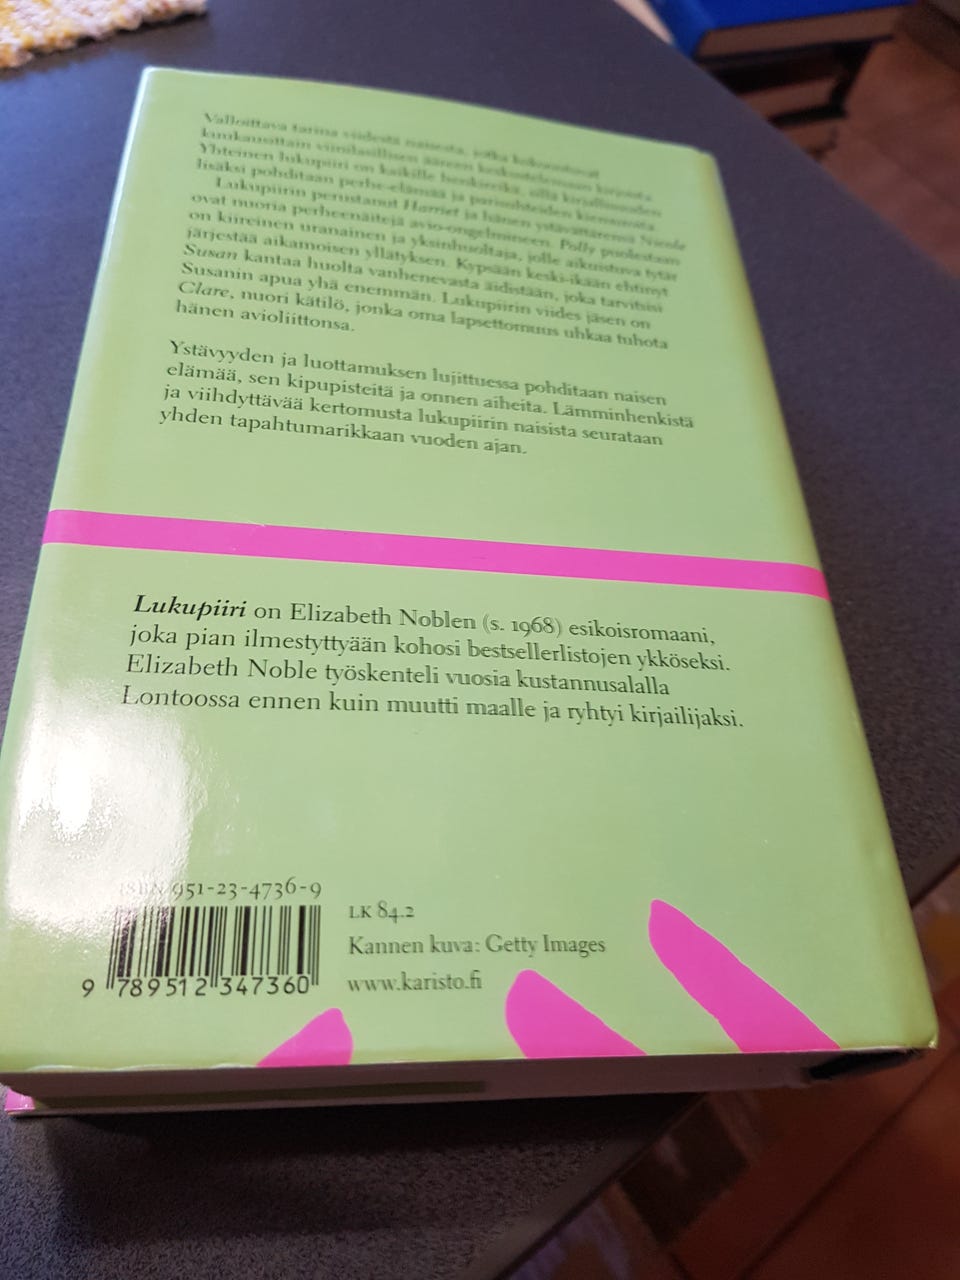 Valloittava tarina viidestä naisesta, jotka kokoontuvat
kuukausittain viinilasillisen ääreen keskustelemaan kirjoista.
Yhteinen lukupiiri on kaikille henkireikä, sillä kirjallisuuden
lisäksi pohditaan perhe-elämää ja parisuhteiden kiemuroita.
Lukupiirin perustanut Harriet ja hänen ystävättärensä Nicole
ovat nuoria perheenäitejä avio-ongelmineen. Polly puolestaan
on kiireinen uranainen ja yksinhuoltaja, jolle aikuistuva tytär
järjestää aikamoisen yllätyksen. Kypsään keski-ikään ehtinyt
Susan kantaa huolta vanhenevasta äidistään, joka tarvitsisi
Susanin apua yhä enemmän. Lukupiirin viides jäsen on
Clare, nuori kätilö, jonka oma lapsettomuus uhkaa tuhota
hänen avioliittonsa.
Ystävyyden ja luottamuksen lujittuessa pohditaan naisen
elämää, sen kipupisteitä ja onnen aiheita. Lämminhenkistä
ja viihdyttävää kertomusta lukupiirin naisista seurataan
yhden tapahtumarikkaan vuoden ajan.
Lukupiiri on Elizabeth Noblen (s. 1968) esikoisromaani,
joka pian ilmestyttyään kohosi bestsellerlistojen ykköseksi.
Elizabeth Noble työskenteli vuosia kustannusalalla
Lontoossa ennen kuin muutti maalle ja ryhtyi kirjailijaksi.
ISBN 951-23-4736-9
LK 84.2
Kannen kuva: Getty Images
www.karisto.fi
9 789512 347360